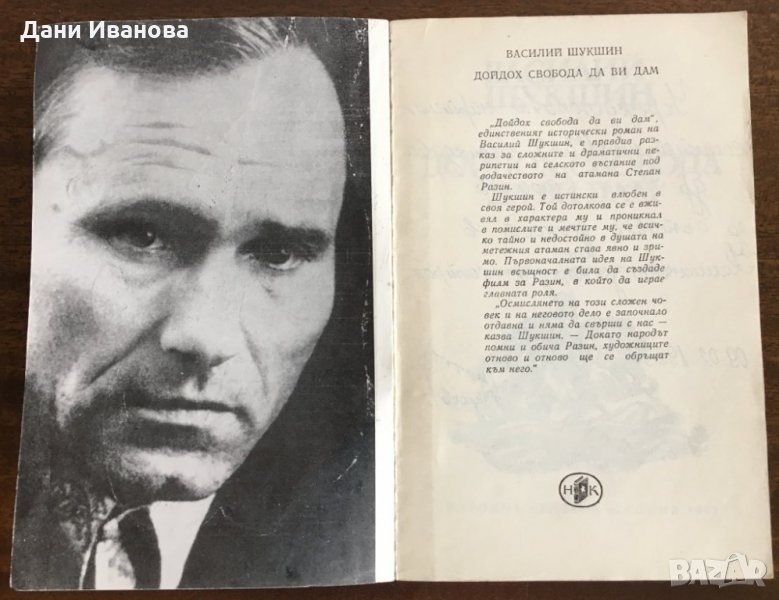 Дани Иванова
ВАСИЛИЙ ШУКШИН
ДОЙДОХ СВОБОДА ДА ВИ ДАМ
„Дойдох свобода да ви дам",
единственият исторически роман на
Василий Шукшин, е правдив раз-
каз за сложните и драматични пе-
рипетии на селското въстание под
водачеството на атамана Степан
Разин.
Шукшин е истински влюбен в
своя герой. Той дотолкова се е вжи-
вял в характера му и проникнал
в помислите и мечтите му, че всич-
ко тайно и недостойно в душата на
метежния атаман става явно и зри-
мо. Първоначалната идея на Шук-
шин всъщност е била да създаде
филм за Разин, в който да играе
главната роля.
„Осмислянето на този сложен чо-
век и на неговото дело е започнало
отдавна и няма да свърши с нас —
казва Шукшин. — Докато народът
помни и обича Разин, художниците
отново и отново ще се обръщат
към него."
Н К
BAZAR